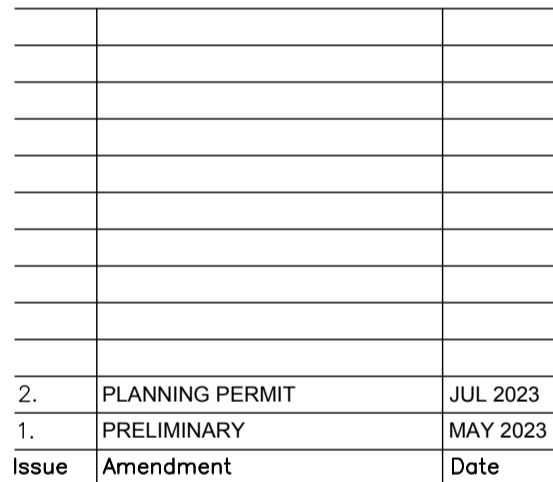 2. PLANNING PERMIT JUL 2023
1. PRELIMINARY MAY 2023
Issue Amendment Date